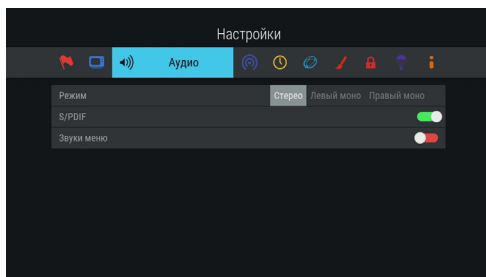 Настройки
Аудио
Режим Стерео Левый моно Правый моно
S/PDIF
Звуки меню